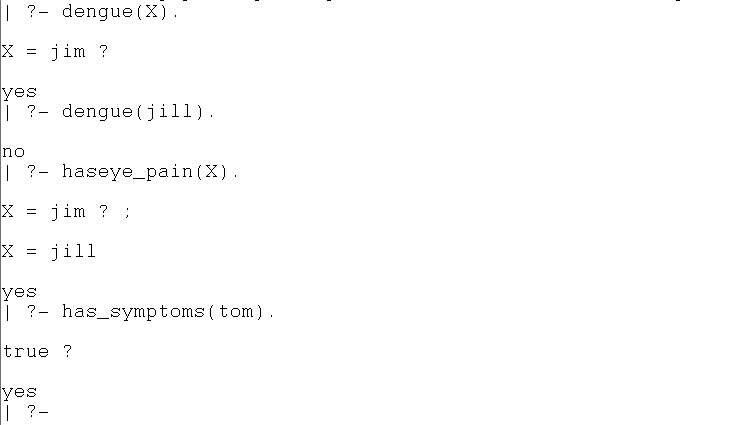 | ?- dengue(X).
X = jim ?
yes
| ?- dengue(jill).
no
| ?- haseye_pain(X).
X = jim ? ;
X = jill
yes
| ?- has_symptoms(tom).
true ?
yes
| ?-